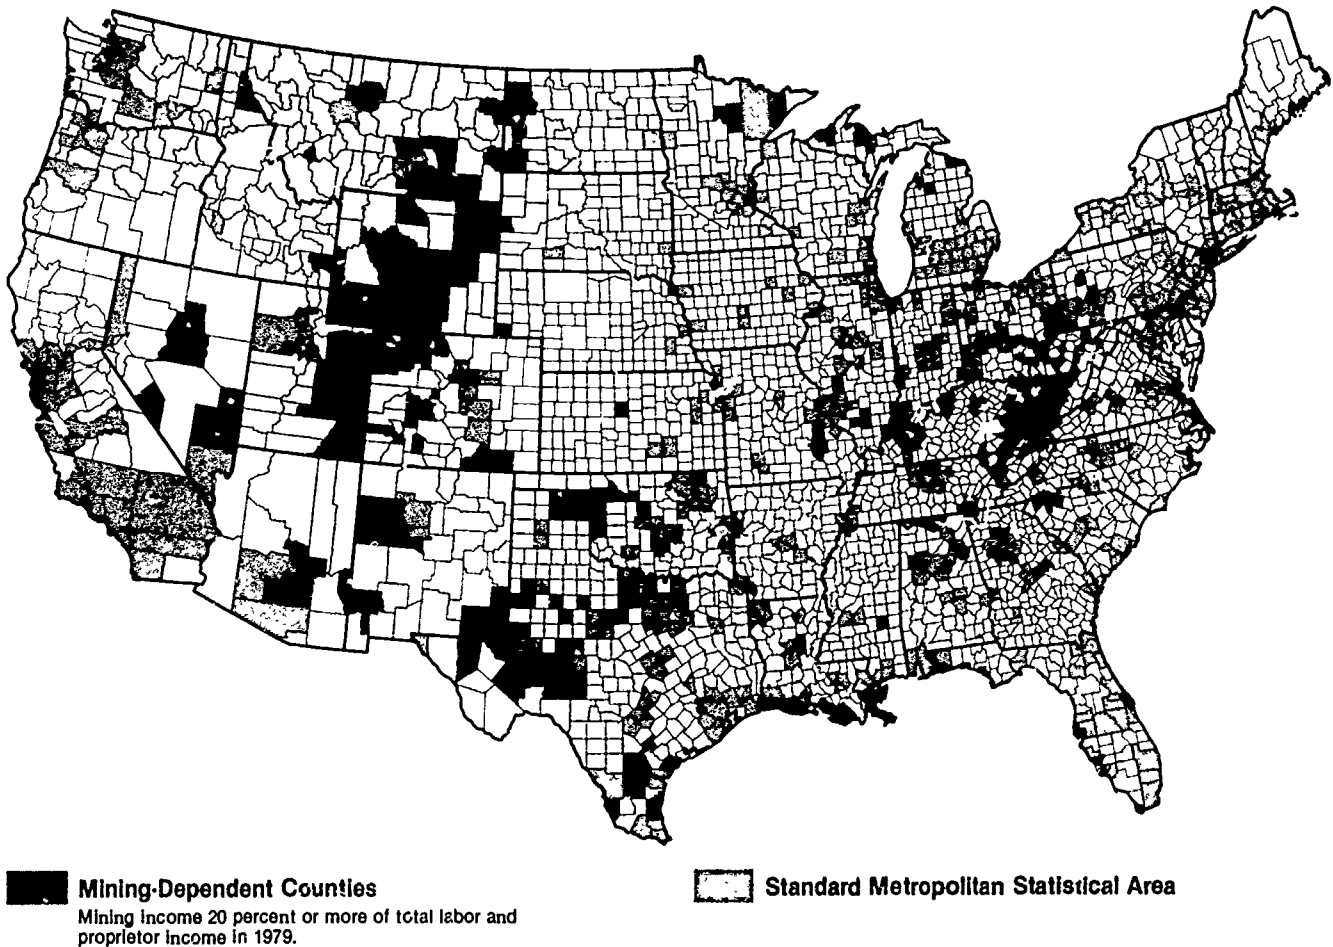 Mining-Dependent Counties
Mining Income 20 percent or more of total labor and
proprietor income in 1979.
Standard Metropolitan Statistical Area